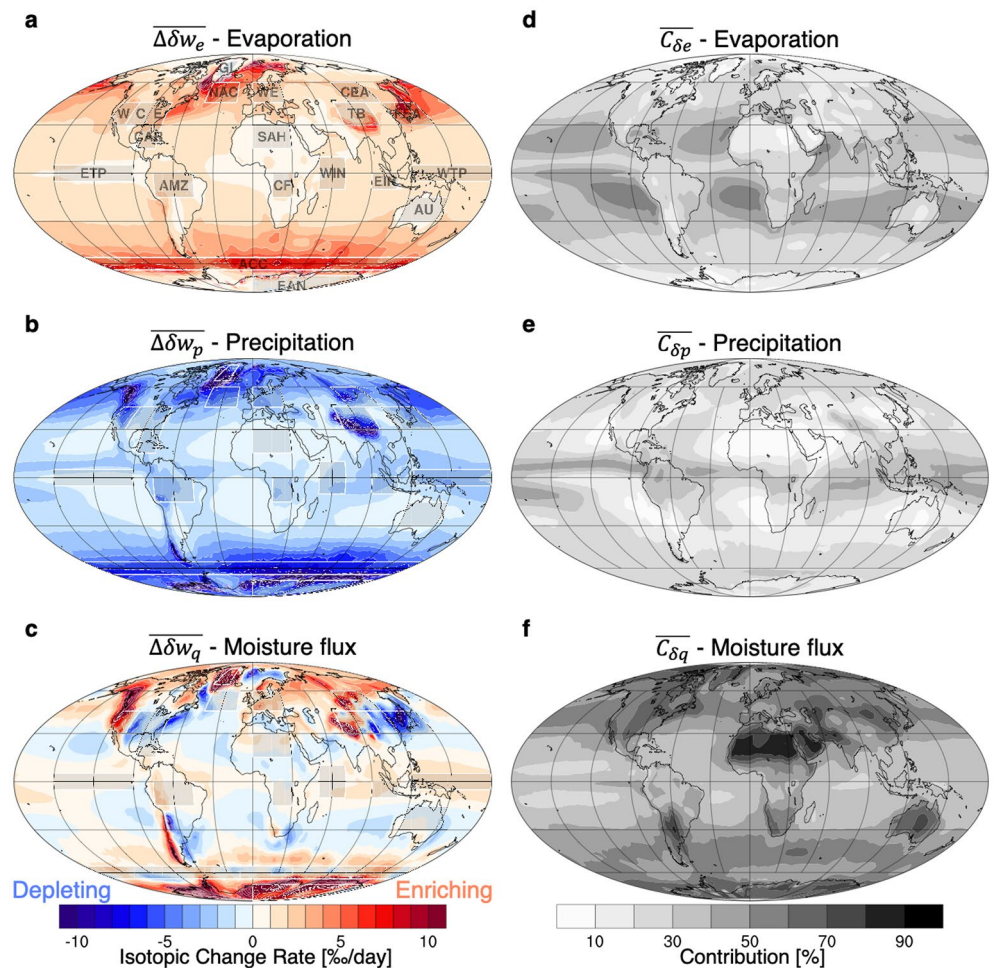 a
Δδw_e - Evaporation
GL
NAC
WE
CEA
W C E
TB
CAR
SAH
ETP
AMZ
CF
WIN
EIN
WTP
AU
ACC
EAN
b
Δδw_p - Precipitation
c
Δδw_q - Moisture flux
Depleting
Enriching
-10 -5 0 5 10
Isotopic Change Rate [‰/day]
d
C_δe - Evaporation
e
C_δp - Precipitation
f
C_δq - Moisture flux
10 30 50 70 90
Contribution [%]